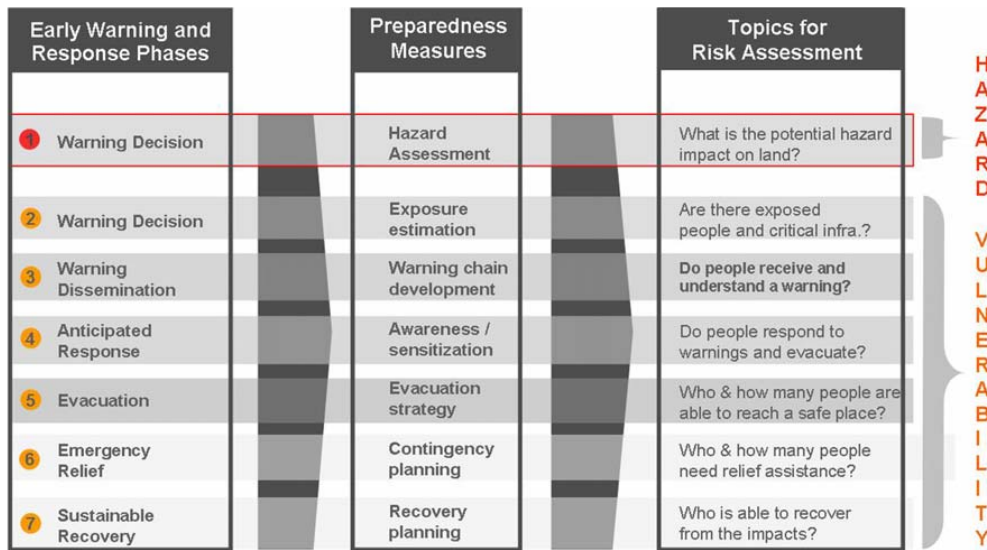 Early Warning and
Response Phases
Preparedness
Measures
Topics for
Risk Assessment
1 Warning Decision
Hazard
Assessment
What is the potential hazard
impact on land?
2 Warning Decision
Exposure
estimation
Are there exposed
people and critical infra.?
3 Warning
Dissemination
Warning chain
development
Do people receive and
understand a warning?
4 Anticipated
Response
Awareness /
sensitization
Do people respond to
warnings and evacuate?
5 Evacuation
Evacuation
strategy
Who & how many people are
able to reach a safe place?
6 Emergency
Relief
Contingency
planning
Who & how many people
need relief assistance?
7 Sustainable
Recovery
Recovery
planning
Who is able to recover
from the impacts?
HAZARD
VULNERABILITY